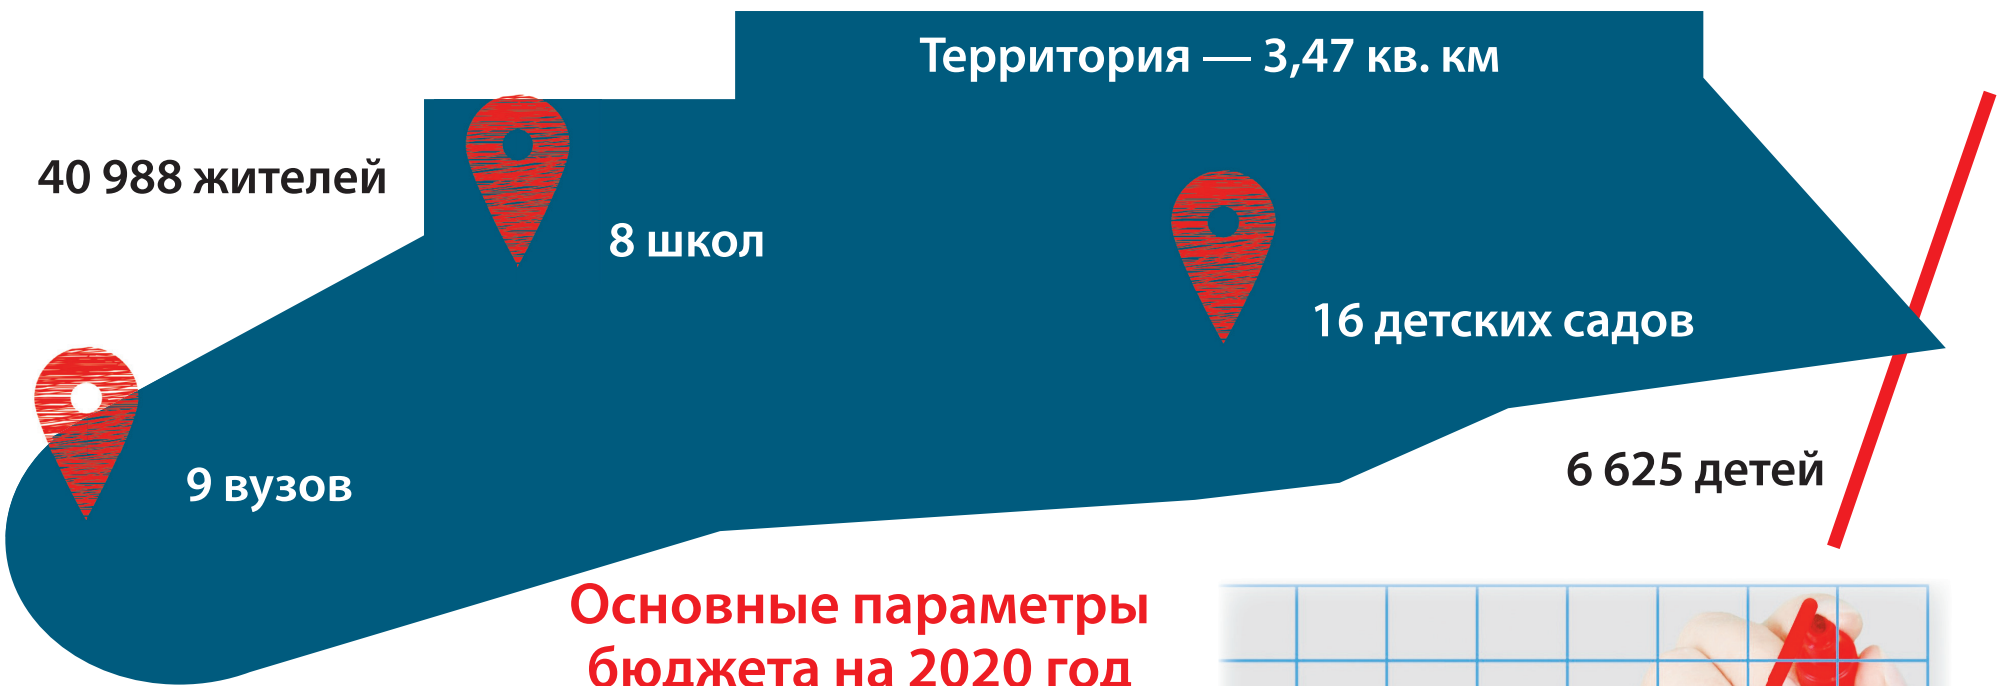 Территория — 3,47 кв. км
40 988 жителей
8 школ
16 детских садов
9 вузов
6 625 детей
Основные параметры
бюджета на 2020 год